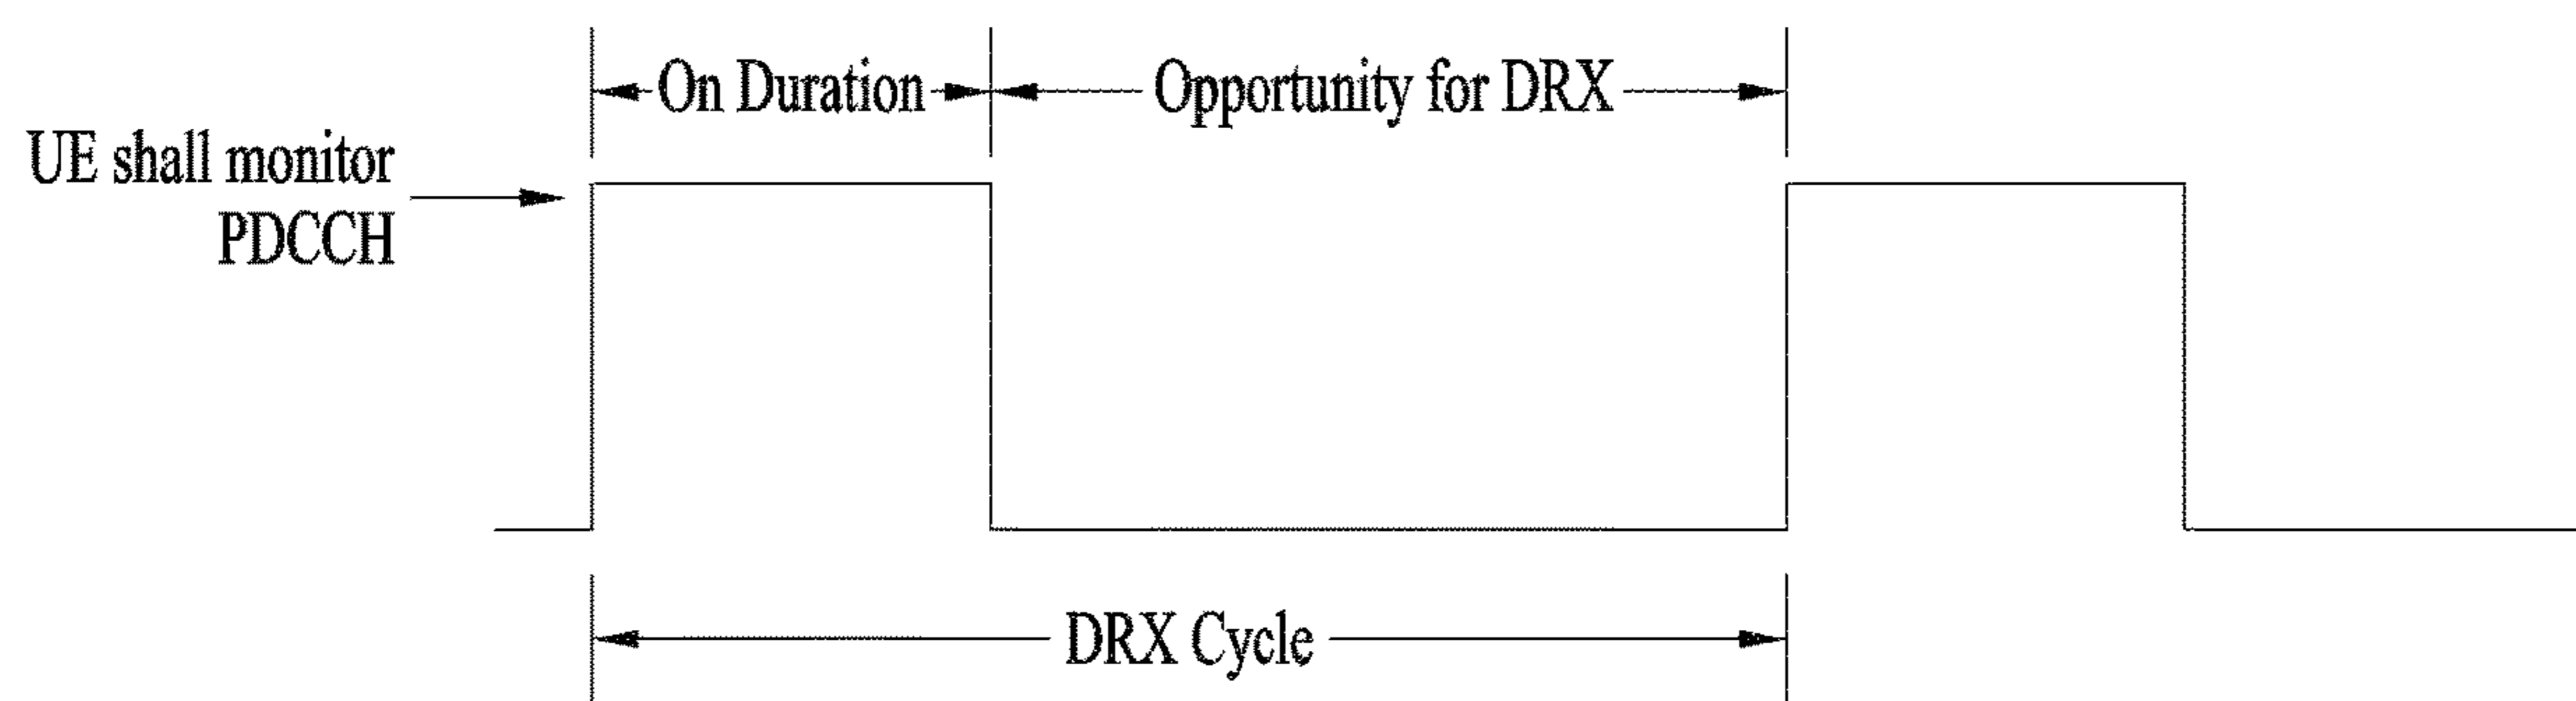 On Duration
Opportunity for DRX
UE shall monitor
PDCCH
DRX Cycle